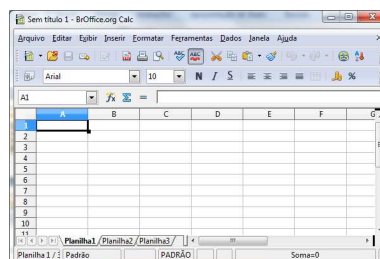 Sem título 1 - BrOffice.org Calc
Arquivo Editar Exibir Inserir Formatar Ferramentas Dados Janela Ajuda
Arial 10 N I S %
A1 =
A B C D E F G
1
2
3
4
5
6
7
8
9
10
11
Planilha1 Planilha2 Planilha3
Planilha 1 / 3 Padrão PADRÃO Soma=0